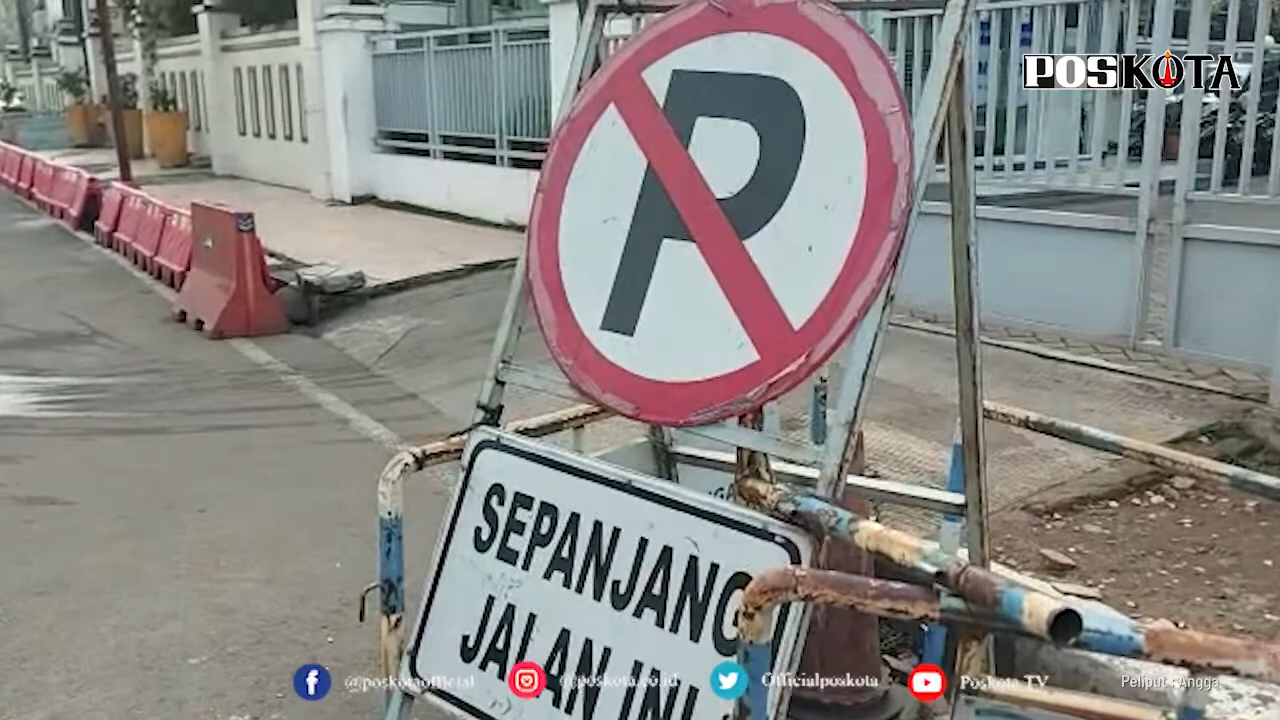 POSKOTA
P
SEPANJANG
JALAN INI
@poskotaofficial
@poskota.co.id
Officialposkota
Poskota TV
Peliput : Angga